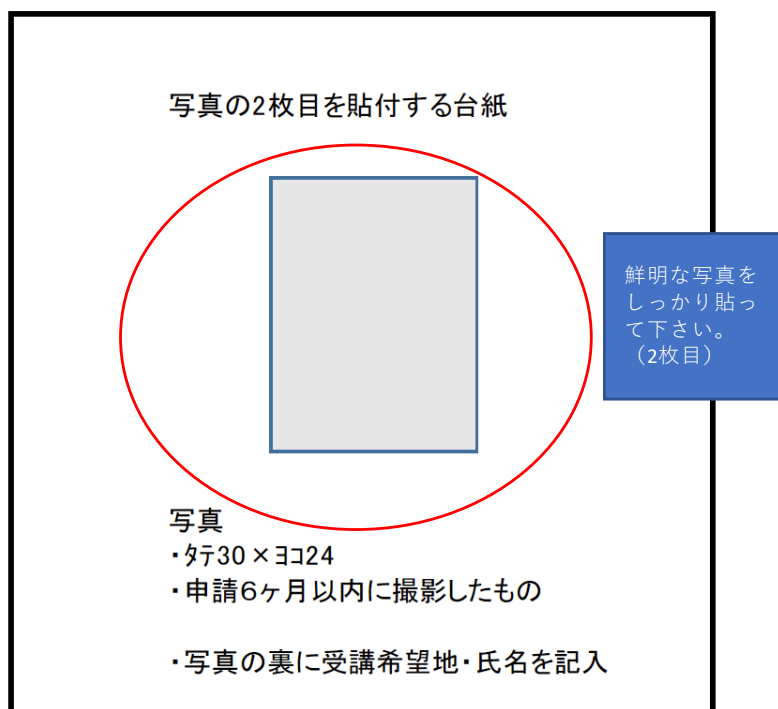 写真の2枚目を貼付する台紙
鮮明な写真を
しっかり貼っ
て下さい。
（2枚目）
写真
・ﾀﾃ30×ﾖｺ24
・申請６ヶ月以内に撮影したもの
・写真の裏に受講希望地・氏名を記入